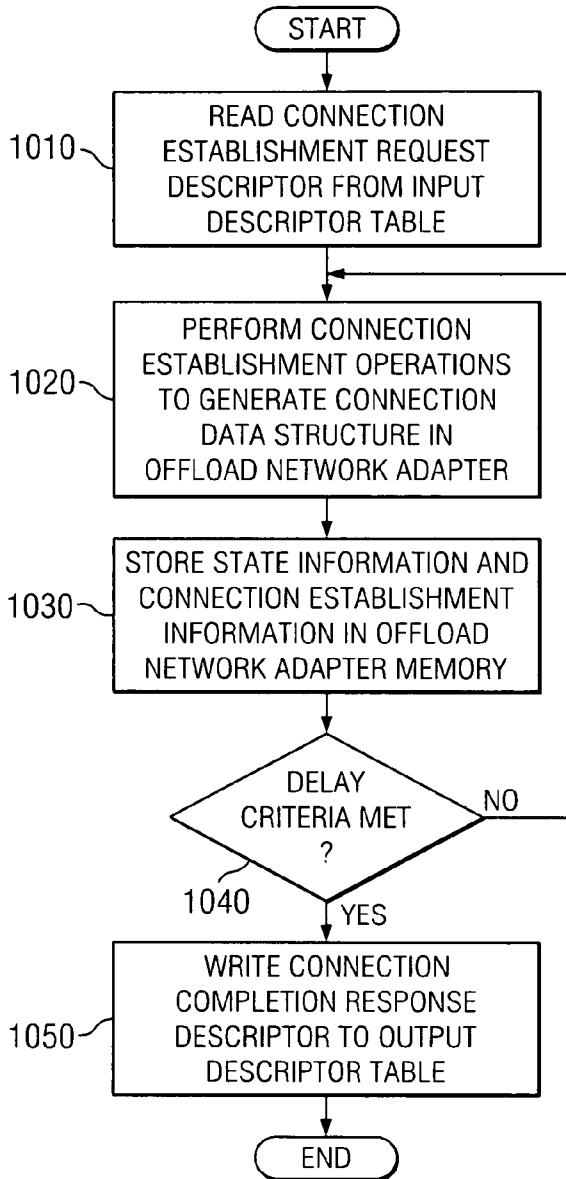 START
1010
READ CONNECTION
ESTABLISHMENT REQUEST
DESCRIPTOR FROM INPUT
DESCRIPTOR TABLE
1020
PERFORM CONNECTION
ESTABLISHMENT OPERATIONS
TO GENERATE CONNECTION
DATA STRUCTURE IN
OFFLOAD NETWORK ADAPTER
1030
STORE STATE INFORMATION AND
CONNECTION ESTABLISHMENT
INFORMATION IN OFFLOAD
NETWORK ADAPTER MEMORY
DELAY
CRITERIA MET
?
NO
1040
YES
1050
WRITE CONNECTION
COMPLETION RESPONSE
DESCRIPTOR TO OUTPUT
DESCRIPTOR TABLE
END